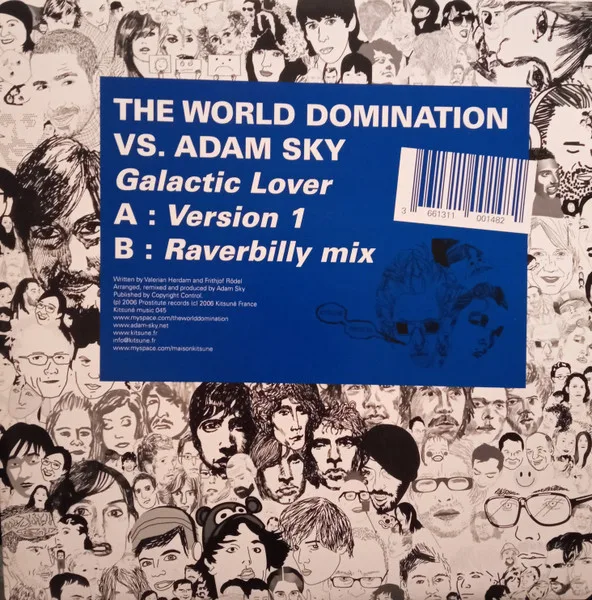 THE WORLD DOMINATION
VS. ADAM SKY
Galactic Lover
A : Version 1
B : Raverbilly mix
3 661311 001482
Written by Valerian Herdam and Frithjof Rödel
Arranged, remixed and produced by Adam Sky
Published by Copyright Control.
(p) 2006 Prostitute records (c) 2006 Kitsuné France
Kitsuné music 045
www.myspace.com/theworlddomination
www.adam-sky.net
www.kitsune.fr
info@kitsune.fr
www.myspace.com/maisonkitsune